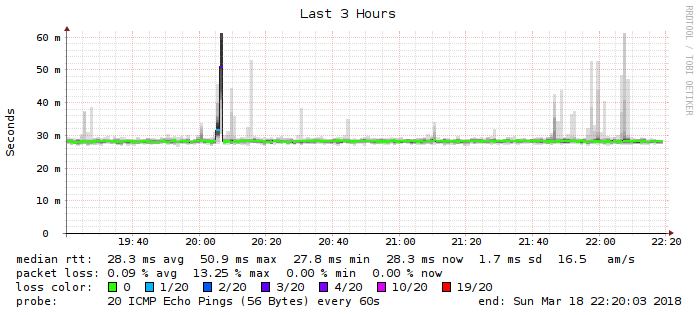 Last 3 Hours
RRDTOOL / TOBI OETIKER
Seconds
60 m
50 m
40 m
30 m
20 m
10 m
0
19:40 20:00 20:20 20:40 21:00 21:20 21:40 22:00 22:20
median rtt: 28.3 ms avg 50.9 ms max 27.8 ms min 28.3 ms now 1.7 ms sd 16.5 am/s
packet loss: 0.09 % avg 13.25 % max 0.00 % min 0.00 % now
loss color: 0 1/20 2/20 3/20 4/20 10/20 19/20
probe: 20 ICMP Echo Pings (56 Bytes) every 60s end: Sun Mar 18 22:20:03 2018